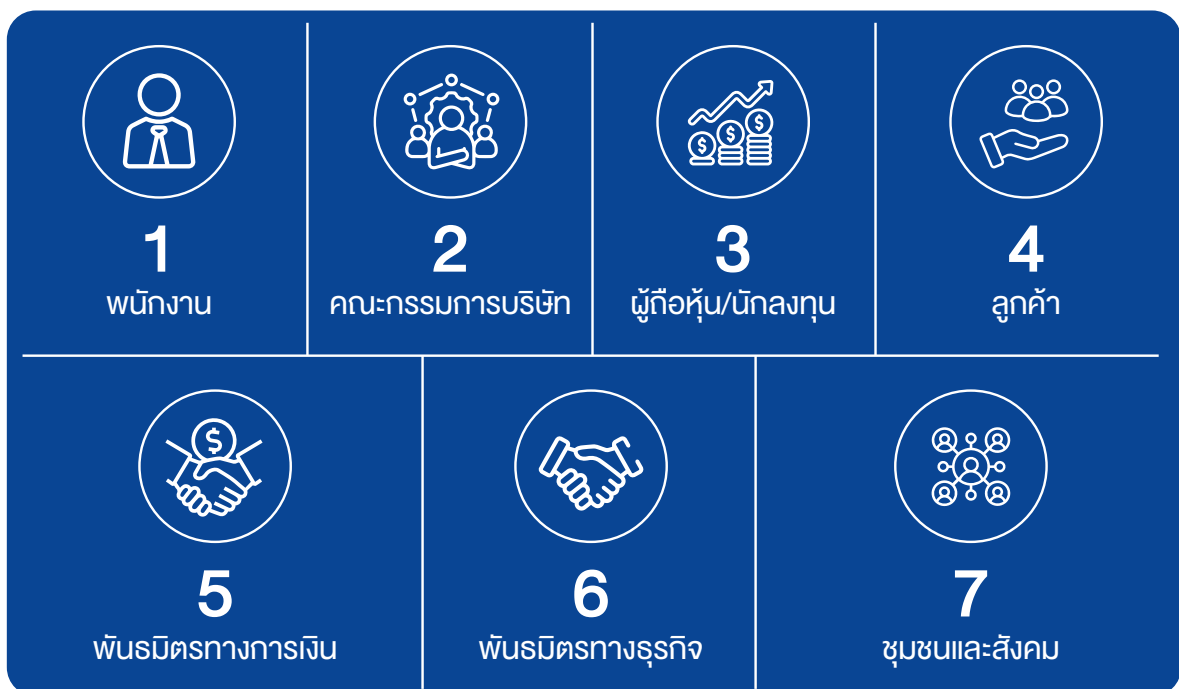 1
พนักงาน
2
คณะกรรมการบริษัท
3
ผู้ถือหุ้น/นักลงทุน
4
ลูกค้า
5
พันธมิตรทางการเงิน
6
พันธมิตรทางธุรกิจ
7
ชุมชนและสังคม